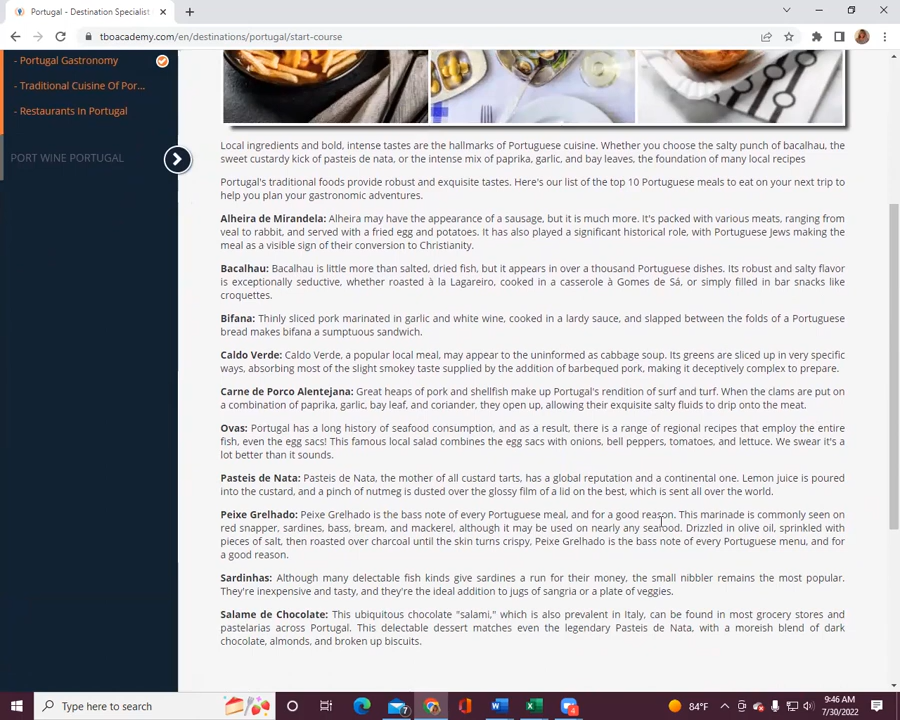 Portugal - Destination Specialist
tboacademy.com/en/destinations/portugal/start-course
- Portugal Gastronomy
- Traditional Cuisine Of Por...
- Restaurants In Portugal
PORT WINE PORTUGAL
Local ingredients and bold, intense tastes are the hallmarks of Portuguese cuisine. Whether you choose the salty punch of bacalhau, the
sweet custardy kick of pasteis de nata, or the intense mix of paprika, garlic, and bay leaves, the foundation of many local recipes
Portugal's traditional foods provide robust and exquisite tastes. Here's our list of the top 10 Portuguese meals to eat on your next trip to
help you plan your gastronomic adventures.
Alheira de Mirandela: Alheira may have the appearance of a sausage, but it is much more. It's packed with various meats, ranging from
veal to rabbit, and served with a fried egg and potatoes. It has also played a significant historical role, with Portuguese Jews making the
meal as a visible sign of their conversion to Christianity.
Bacalhau: Bacalhau is little more than salted, dried fish, but it appears in over a thousand Portuguese dishes. Its robust and salty flavor
is exceptionally seductive, whether roasted à la Lagareiro, cooked in a casserole à Gomes de Sá, or simply filled in bar snacks like
croquettes.
Bifana: Thinly sliced pork marinated in garlic and white wine, cooked in a lardy sauce, and slapped between the folds of a Portuguese
bread makes bifana a sumptuous sandwich.
Caldo Verde: Caldo Verde, a popular local meal, may appear to the uninformed as cabbage soup. Its greens are sliced up in very specific
ways, absorbing most of the slight smokey taste supplied by the addition of barbequed pork, making it deceptively complex to prepare.
Carne de Porco Alentejana: Great heaps of pork and shellfish make up Portugal's rendition of surf and turf. When the clams are put on
a combination of paprika, garlic, bay leaf, and coriander, they open up, allowing their exquisite salty fluids to drip onto the meat.
Ovas: Portugal has a long history of seafood consumption, and as a result, there is a range of regional recipes that employ the entire
fish, even the egg sacs! This famous local salad combines the egg sacs with onions, bell peppers, tomatoes, and lettuce. We swear it's a
lot better than it sounds.
Pasteis de Nata: Pasteis de Nata, the mother of all custard tarts, has a global reputation and a continental one. Lemon juice is poured
into the custard, and a pinch of nutmeg is dusted over the glossy film of a lid on the best, which is sent all over the world.
Peixe Grelhado: Peixe Grelhado is the bass note of every Portuguese meal, and for a good reason. This marinade is commonly seen on
red snapper, sardines, bass, bream, and mackerel, although it may be used on nearly any seafood. Drizzled in olive oil, sprinkled with
pieces of salt, then roasted over charcoal until the skin turns crispy, Peixe Grelhado is the bass note of every Portuguese menu, and for
a good reason.
Sardinhas: Although many delectable fish kinds give sardines a run for their money, the small nibbler remains the most popular.
They're inexpensive and tasty, and they're the ideal addition to jugs of sangria or a plate of veggies.
Salame de Chocolate: This ubiquitous chocolate "salami," which is also prevalent in Italy, can be found in most grocery stores and
pastelarias across Portugal. This delectable dessert matches even the legendary Pasteis de Nata, with a moreish blend of dark
chocolate, almonds, and broken up biscuits.
Type here to search
7
4
84°F
9:46 AM
7/30/2022